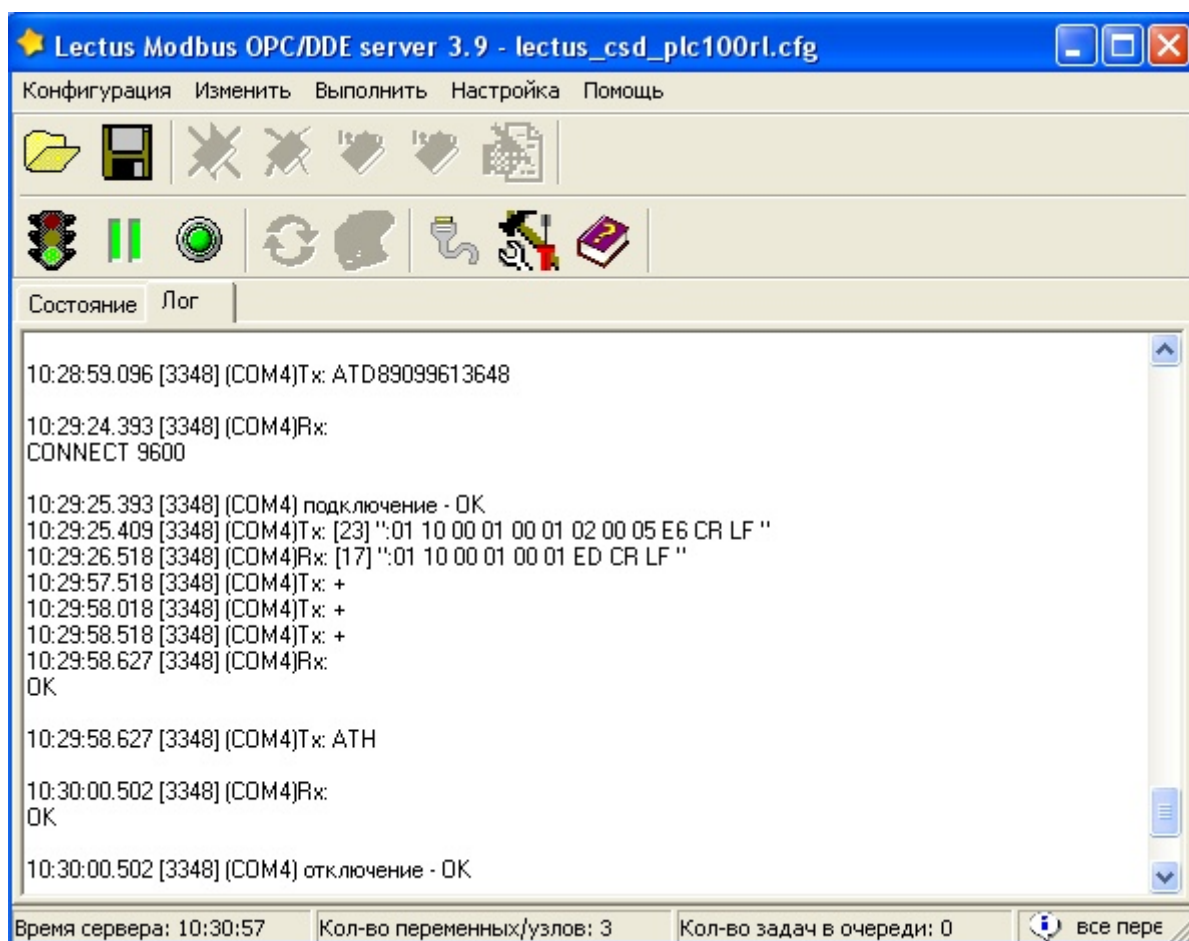 Lectus Modbus OPC/DDE server 3.9 - lectus_csd_plc100rl.cfg
Конфигурация Изменить Выполнить Настройка Помощь
Состояние Лог
10:28:59.096 [3348] (COM4)Tx: ATD89099613648
10:29:24.393 [3348] (COM4)Rx:
CONNECT 9600
10:29:25.393 [3348] (COM4) подключение - OK
10:29:25.409 [3348] (COM4)Tx: [23] ":01 10 00 01 00 01 02 00 05 E6 CR LF "
10:29:26.518 [3348] (COM4)Rx: [17] ":01 10 00 01 00 01 ED CR LF "
10:29:57.518 [3348] (COM4)Tx: +
10:29:58.018 [3348] (COM4)Tx: +
10:29:58.518 [3348] (COM4)Tx: +
10:29:58.627 [3348] (COM4)Rx:
OK
10:29:58.627 [3348] (COM4)Tx: ATH
10:30:00.502 [3348] (COM4)Rx:
OK
10:30:00.502 [3348] (COM4) отключение - OK
Время сервера: 10:30:57 Кол-во переменных/узлов: 3 Кол-во задач в очереди: 0 все пере